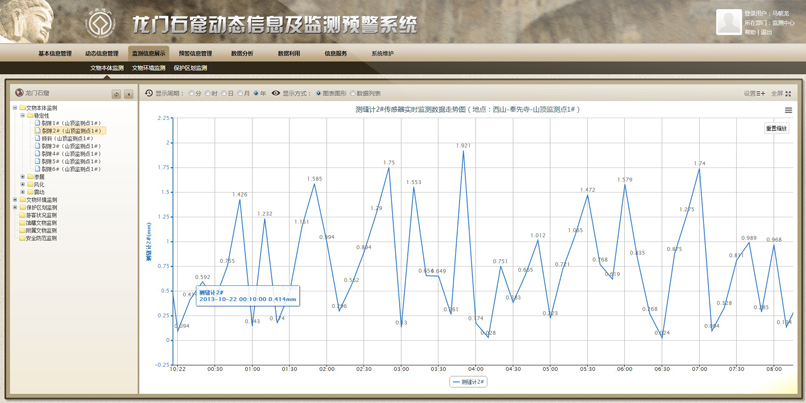 龙门石窟动态信息及监测预警系统
登录用户：马朝龙
所在部门：监测中心
帮助 | 退出
基本信息管理 动态信息管理 监测信息展示 预警信息管理 数据分析 数据利用 信息服务 系统维护
文物本体监测 文物环境监测 保护区划监测
龙门石窟
显示周期： 分 时 日 月 年 显示方式： 图表图形 数据列表
设置 全屏
文物本体监测
稳定性
裂隙1#（山顶监测点1#）
裂隙2#（山顶监测点1#）
倾斜（山顶监测点1#）
裂隙3#（山顶监测点1#）
裂隙4#（山顶监测点1#）
裂隙5#（山顶监测点1#）
裂隙6#（山顶监测点1#）
渗漏
风化
震动
文物环境监测
保护区划监测
游客状况监测
馆藏文物监测
附属文物监测
安全防范监测
测缝计2#传感器实时监测数据走势图（地点：西山-奉先寺-山顶监测点1#）
重置缩放
测缝计2#(mm)
2.25
2
1.75
1.5
1.25
1
0.75
0.5
0.25
0
-0.25
0.094
0.592
0.755
1.426
0.143
1.232
0.174
1.151
1.585
0.994
0.296
0.562
0.894
1.29
1.75
0.13
1.553
0.654
0.649
0.261
1.921
0.174
0.028
0.751
0.383
0.665
1.012
0.223
0.721
1.065
1.472
0.768
0.619
1.579
0.835
0.268
0.024
0.875
1.275
1.74
0.094
0.328
0.811
0.989
0.285
0.968
0.134
测缝计2#
2013-10-22 00:10:00 0.414mm
10.22 00:30 01:00 01:30 02:00 02:30 03:00 03:30 04:00 04:30 05:00 05:30 06:00 06:30 07:00 07:30 08:00
测缝计2#